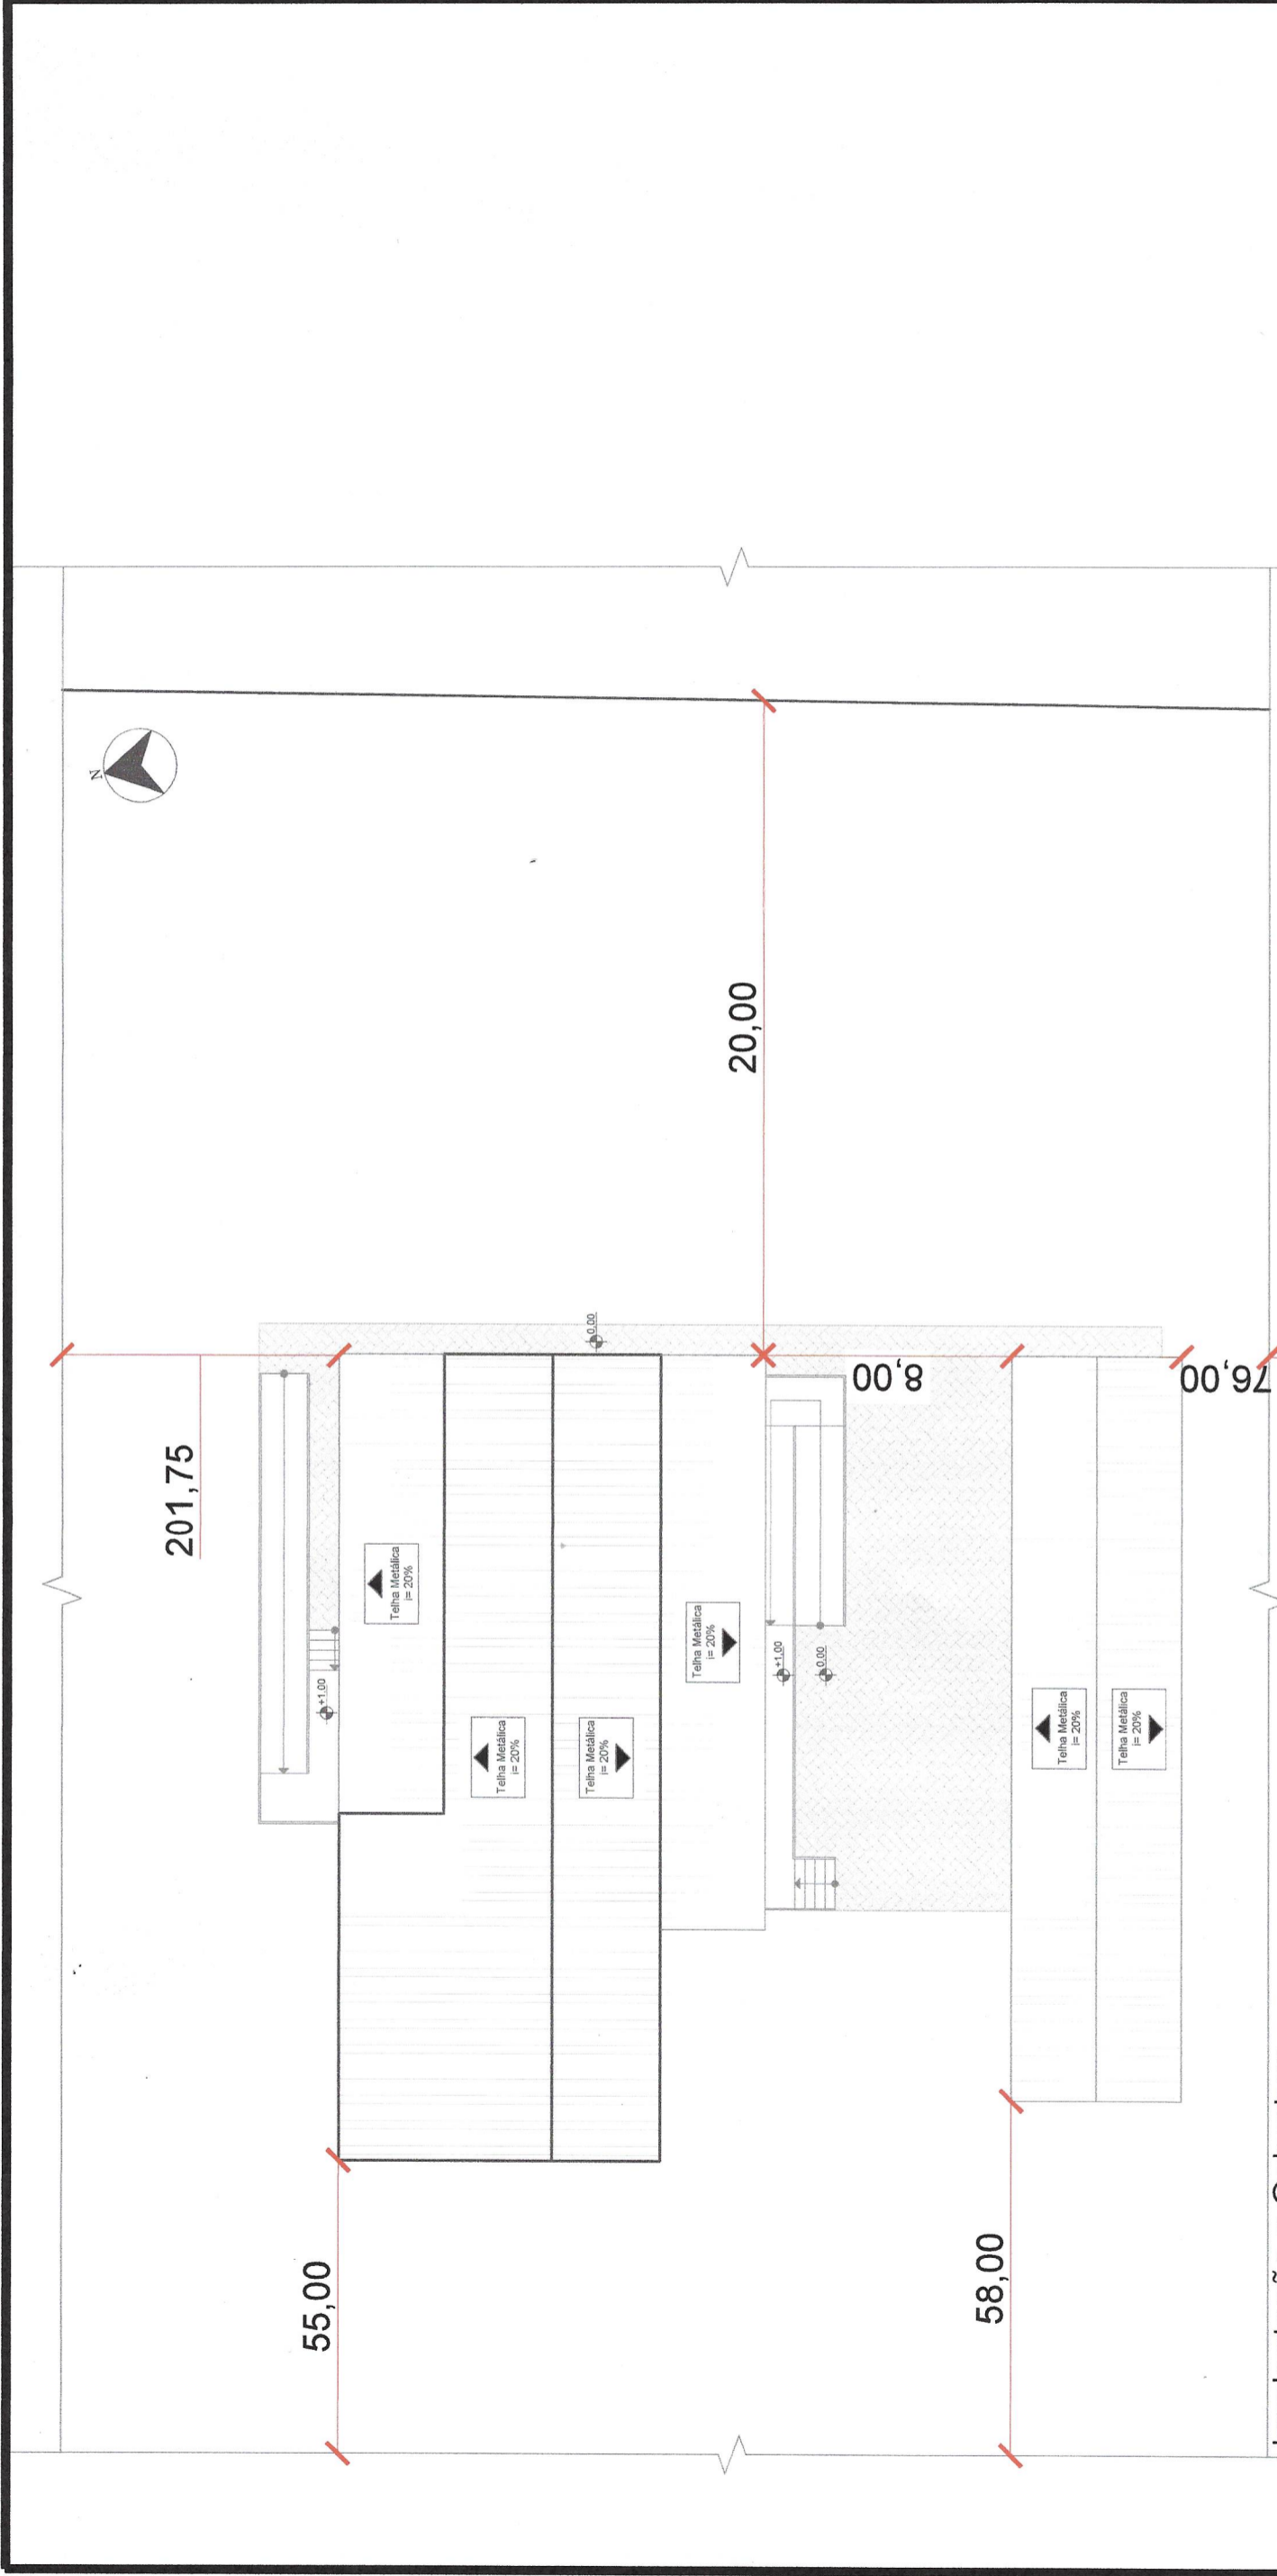 N
201,75
20,00
0.00
8,00
76,00
Telha Metálica
i= 20%
+1.00
Telha Metálica
i= 20%
Telha Metálica
i= 20%
Telha Metálica
i= 20%
+1.00
0.00
Telha Metálica
i= 20%
Telha Metálica
i= 20%
55,00
58,00